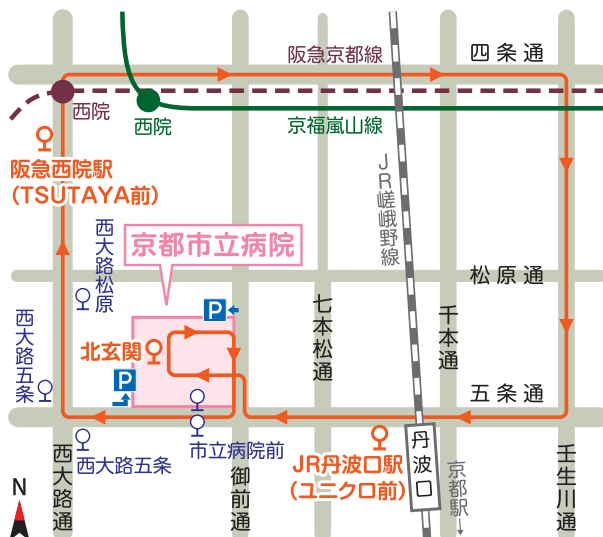 四条通
阪急京都線
西院
西院
京福嵐山線
阪急西院駅
(TSUTAYA前)
JR嵯峨野線
西大路松原
京都市立病院
松原通
P
七本松通
千本通
西大路五条
北玄関
P
五条通
市立病院前
西大路五条
JR丹波口駅
(ユニクロ前)
丹波口
西大路通
御前通
京都駅
壬生川通
N